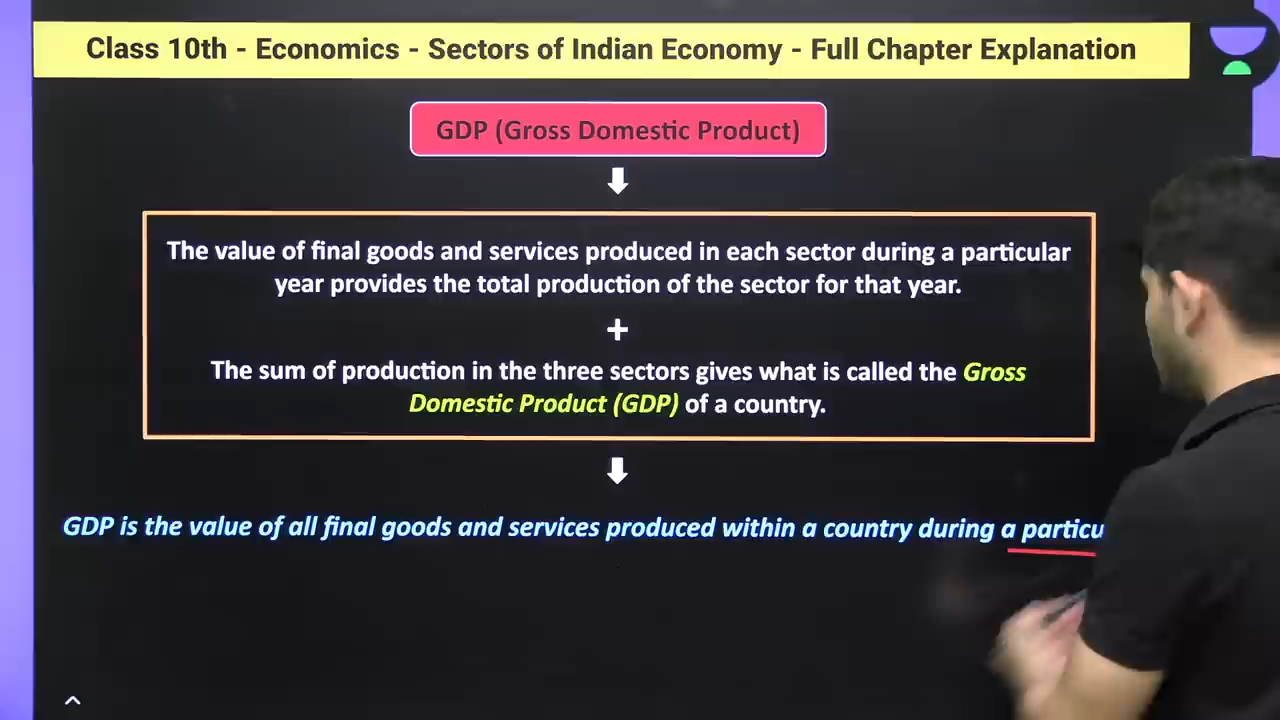 Class 10th - Economics - Sectors of Indian Economy - Full Chapter Explanation
GDP (Gross Domestic Product)
The value of final goods and services produced in each sector during a particular
year provides the total production of the sector for that year.
+
The sum of production in the three sectors gives what is called the Gross
Domestic Product (GDP) of a country.
GDP is the value of all final goods and services produced within a country during a